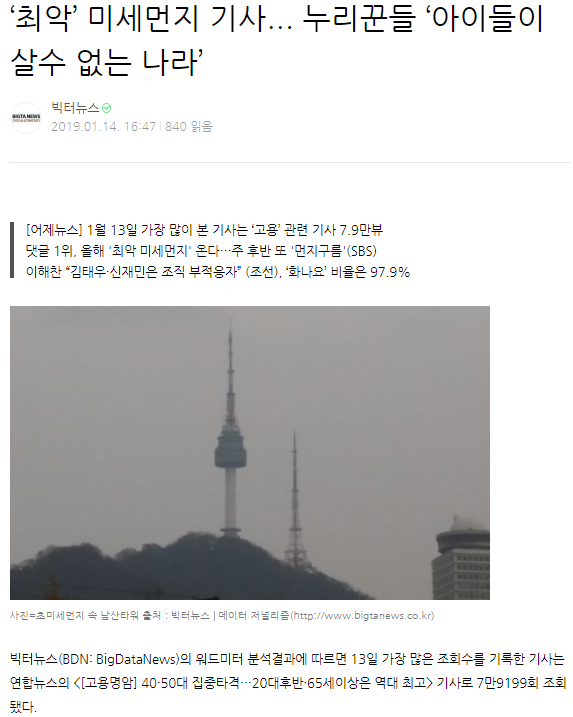 ‘최악’ 미세먼지 기사… 누리꾼들 ‘아이들이
살수 없는 나라’
BIGTA NEWS
빅터뉴스
2019.01.14. 16:47 | 840 읽음
[어제뉴스] 1월 13일 가장 많이 본 기사는 ‘고용’ 관련 기사 7.9만뷰
댓글 1위, 올해 '최악 미세먼지' 온다…주 후반 또 '먼지구름'(SBS)
이해찬 “김태우·신재민은 조직 부적응자” (조선), ‘화나요’ 비율은 97.9%
사진=초미세먼지 속 남산타워 출처 : 빅터뉴스 | 데이터 저널리즘(http://www.bigtanews.co.kr)
빅터뉴스(BDN: BigDataNews)의 워드미터 분석결과에 따르면 13일 가장 많은 조회수를 기록한 기사는
연합뉴스의 <[고용명암] 40·50대 집중타격…20대후반·65세이상은 역대 최고> 기사로 7만9199회 조회
됐다.